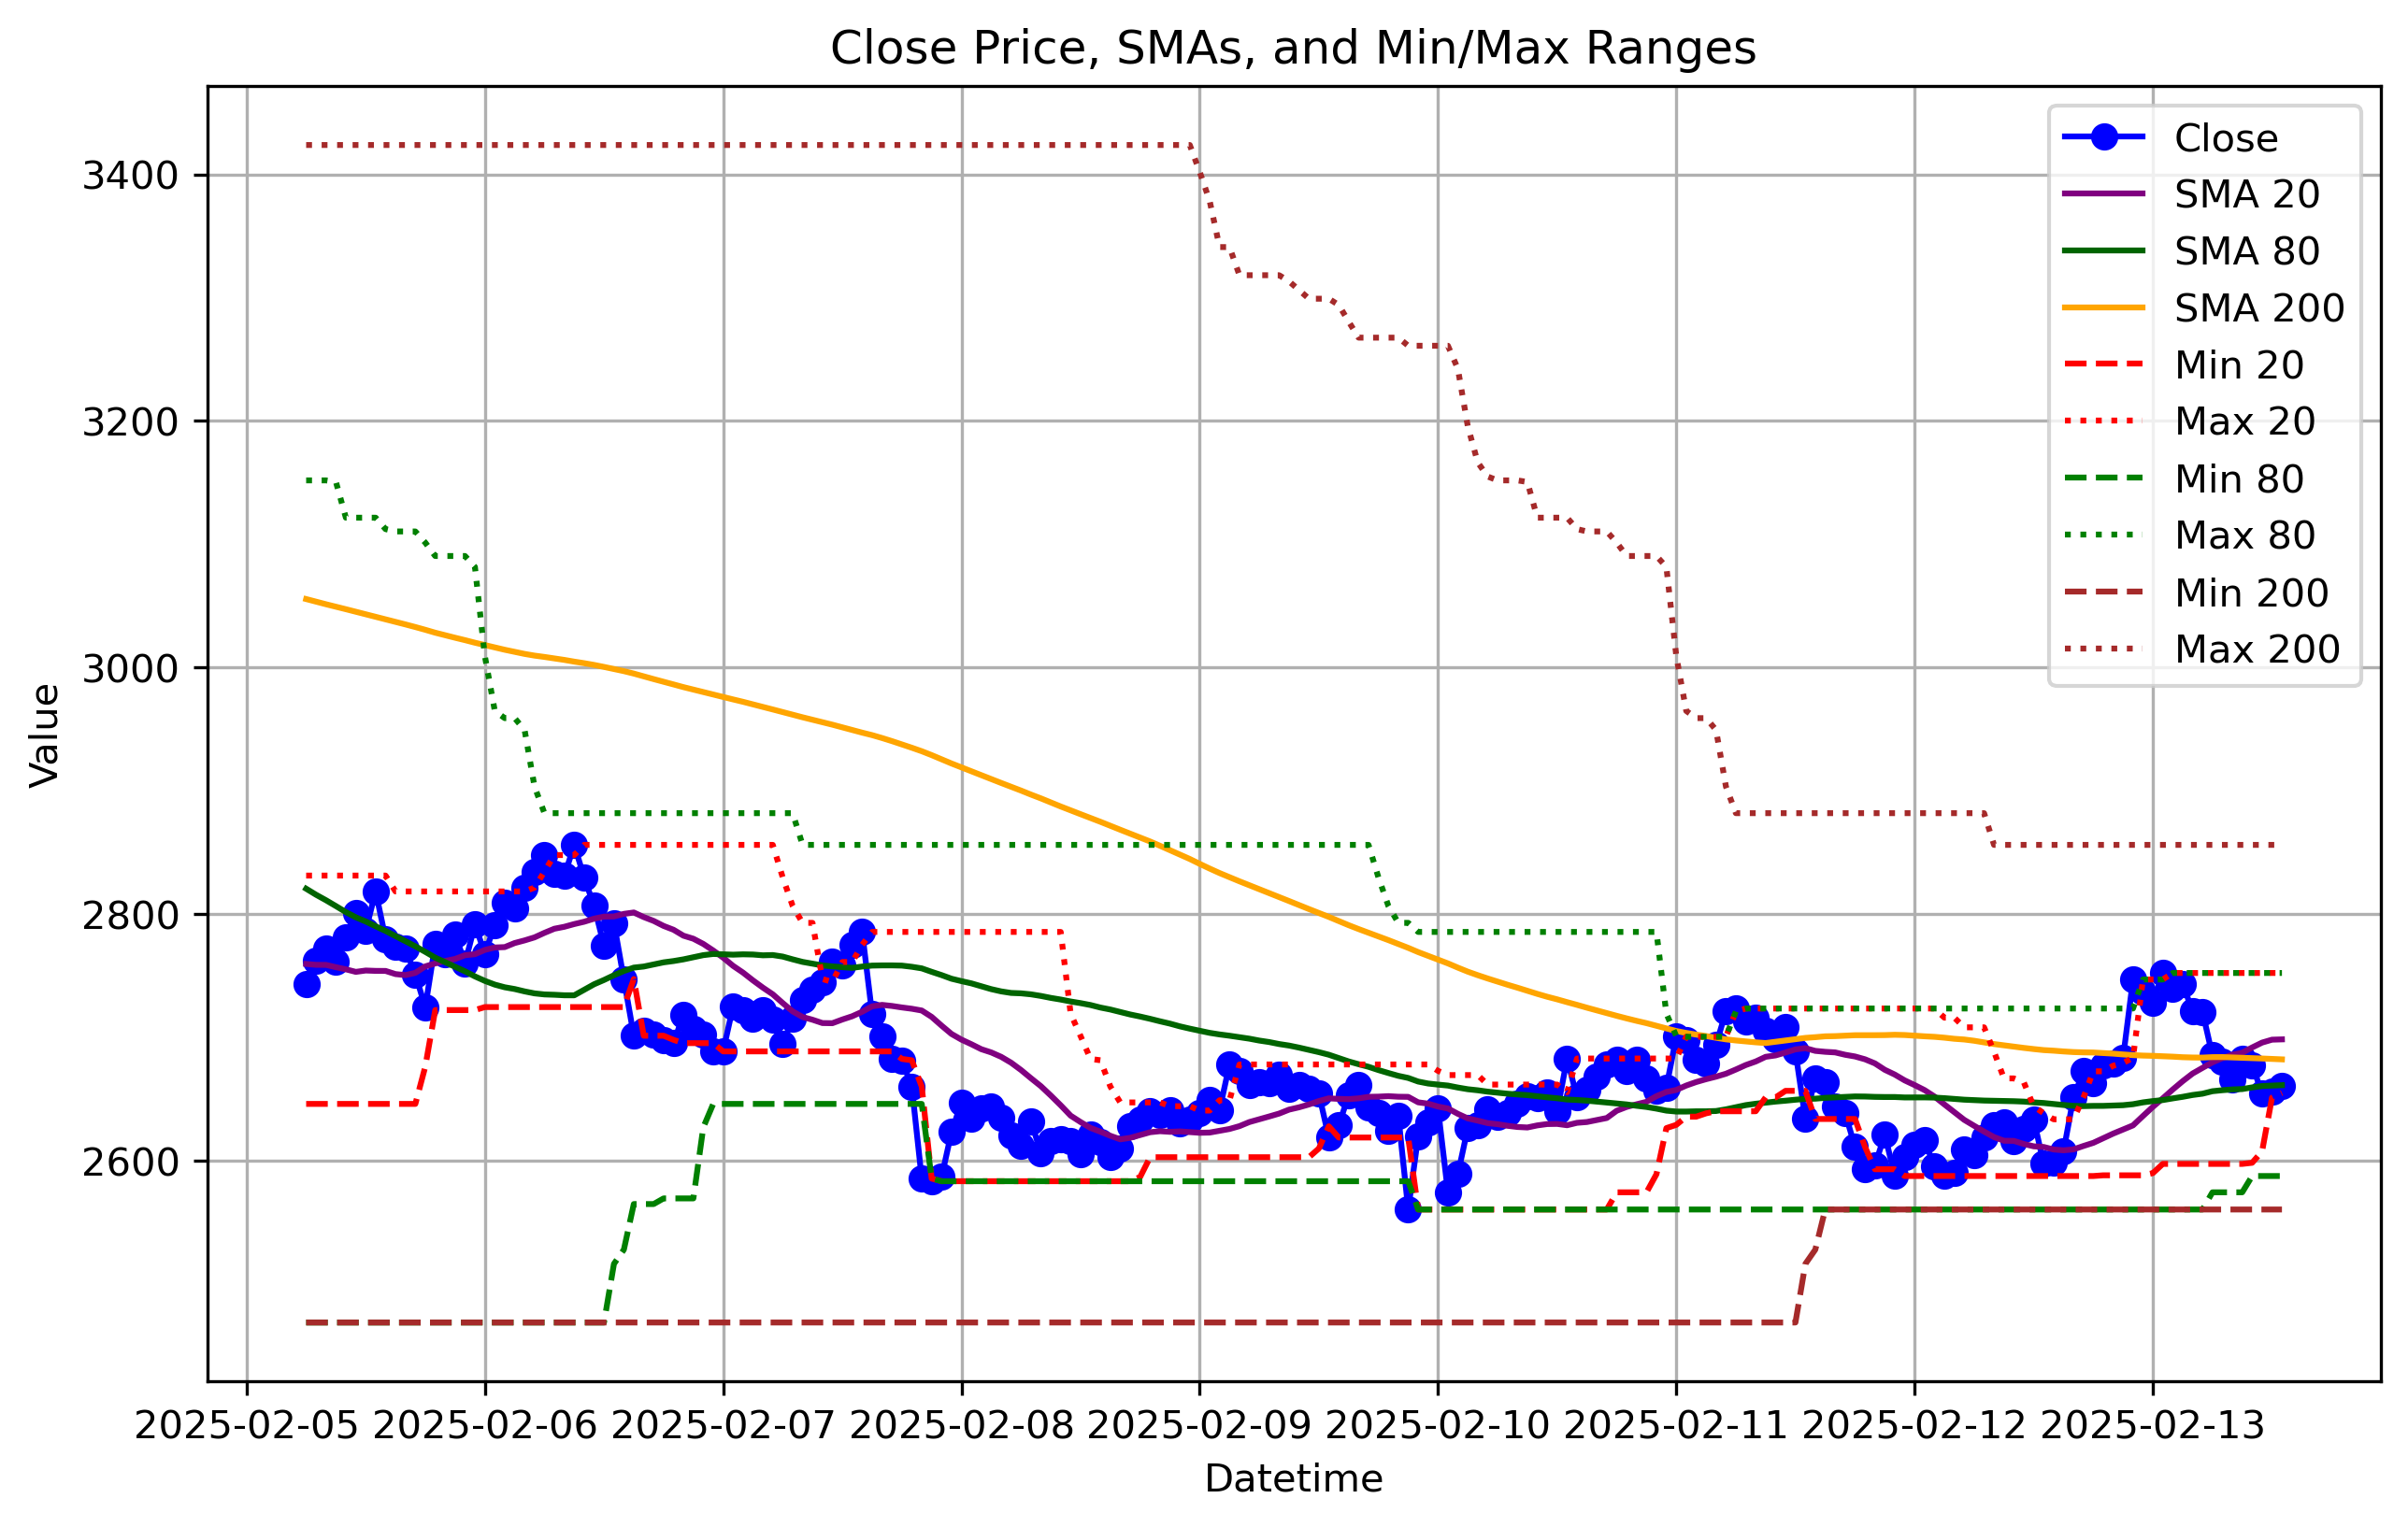 Close Price, SMAs, and Min/Max Ranges
Close
SMA 20
SMA 80
SMA 200
Min 20
Max 20
Min 80
Max 80
Min 200
Max 200
3400
3200
3000
2800
2600
Value
2025-02-05 2025-02-06 2025-02-07 2025-02-08 2025-02-09 2025-02-10 2025-02-11 2025-02-12 2025-02-13
Datetime